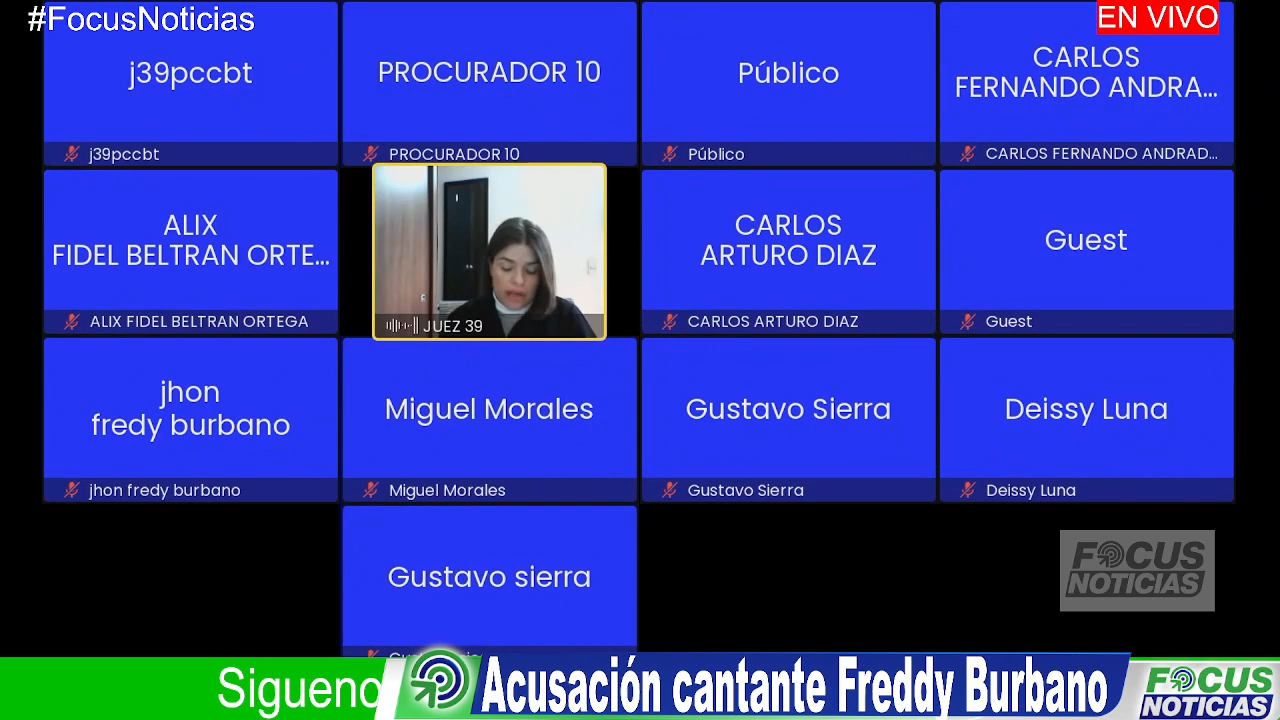 #FocusNoticias
EN VIVO
j39pccbt
j39pccbt
PROCURADOR 10
PROCURADOR 10
Público
Público
CARLOS
FERNANDO ANDRA...
CARLOS FERNANDO ANDRAD...
ALIX
FIDEL BELTRAN ORTE...
ALIX FIDEL BELTRAN ORTEGA
JUEZ 39
CARLOS
ARTURO DIAZ
CARLOS ARTURO DIAZ
Guest
Guest
jhon
fredy burbano
jhon fredy burbano
Miguel Morales
Miguel Morales
Gustavo Sierra
Gustavo Sierra
Deissy Luna
Deissy Luna
Gustavo sierra
FOCUS
NOTICIAS
Sigueno
Acusación cantante Freddy Burbano
FOCUS
NOTICIAS